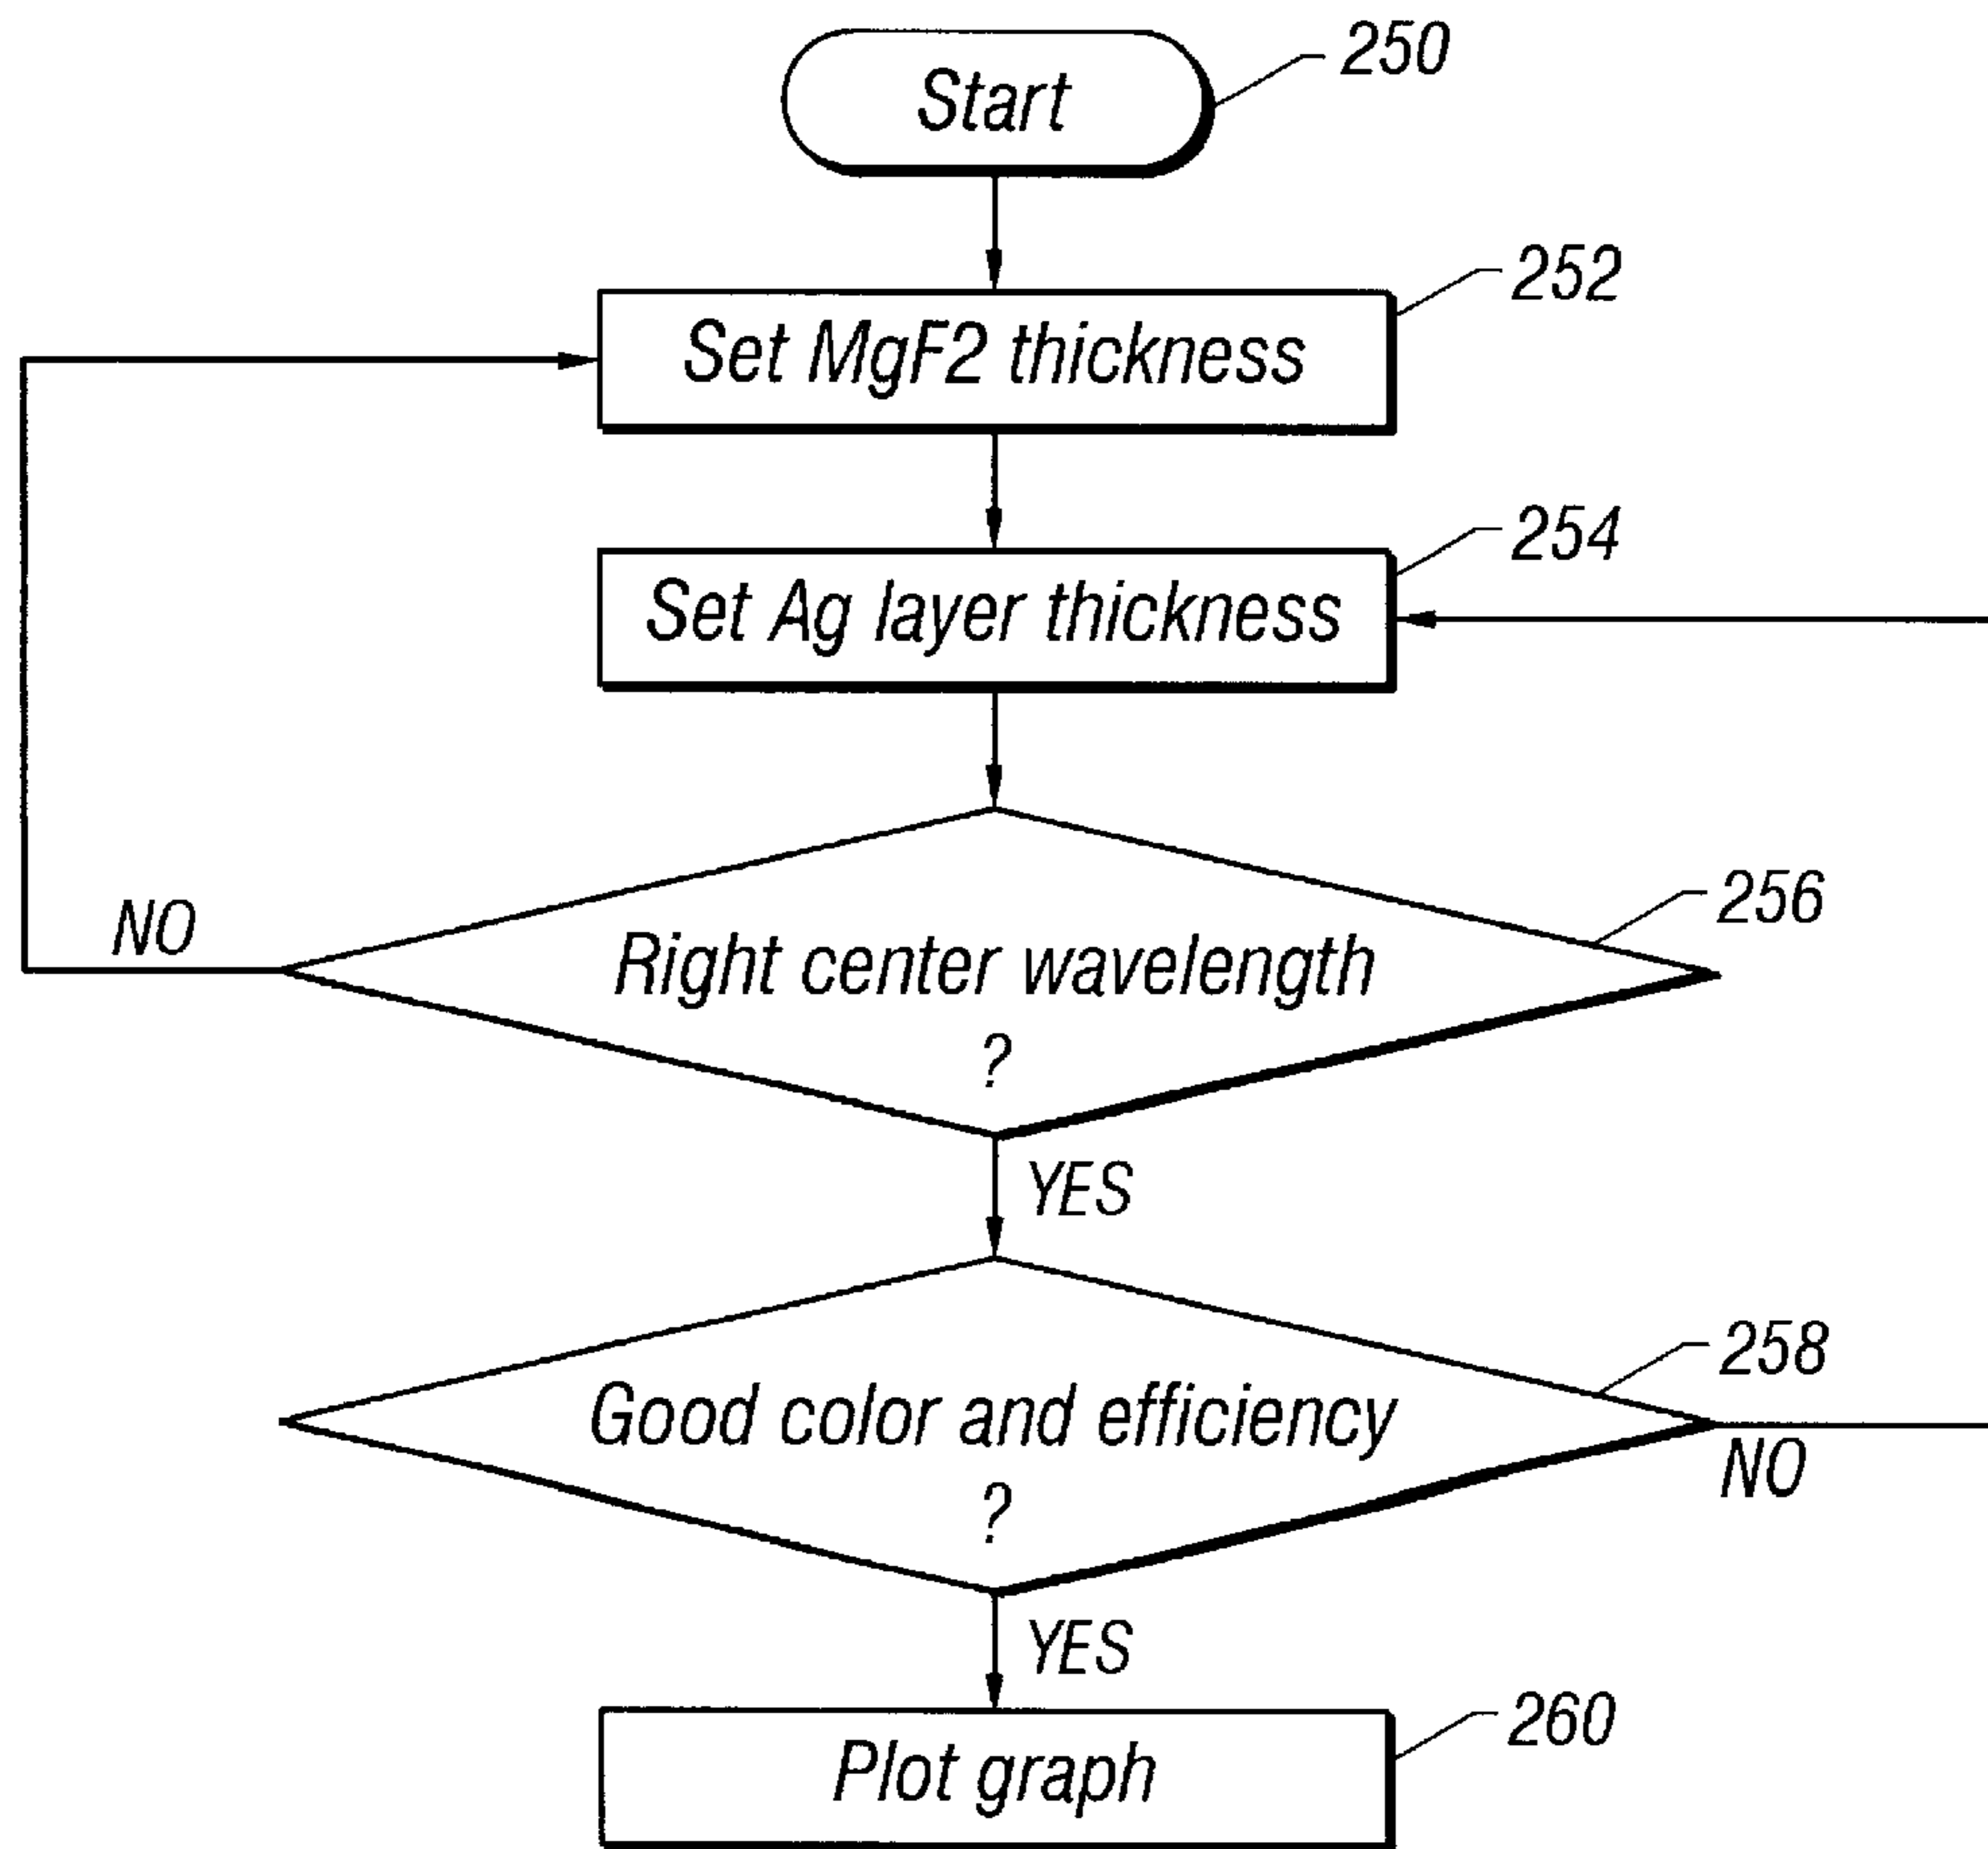 Start
250
Set MgF2 thickness
252
Set Ag layer thickness
254
Right center wavelength
?
256
NO
YES
Good color and efficiency
?
258
NO
YES
Plot graph
260